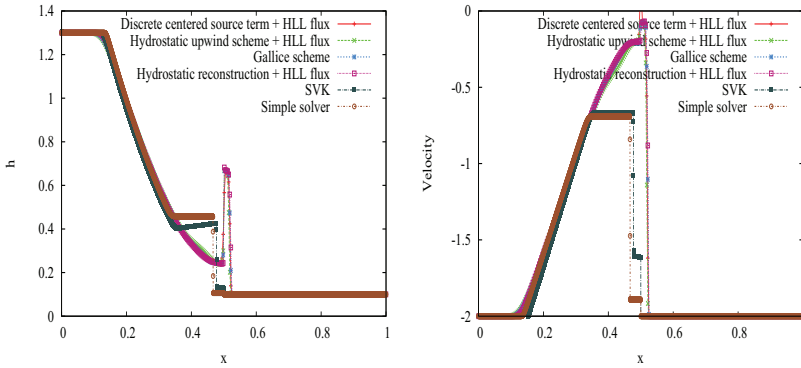 Discrete centered source term + HLL flux
Hydrostatic upwind scheme + HLL flux
Gallice scheme
Hydrostatic reconstruction + HLL flux
SVK
Simple solver
1.4
1.2
1
0.8
0.6
0.4
0.2
0
h
0 0.2 0.4 0.6 0.8 1
x
Discrete centered source term + HLL flux
Hydrostatic upwind scheme + HLL flux
Gallice scheme
Hydrostatic reconstruction + HLL flux
SVK
Simple solver
0
-0.5
-1
-1.5
-2
Velocity
0 0.2 0.4 0.6 0.8
x